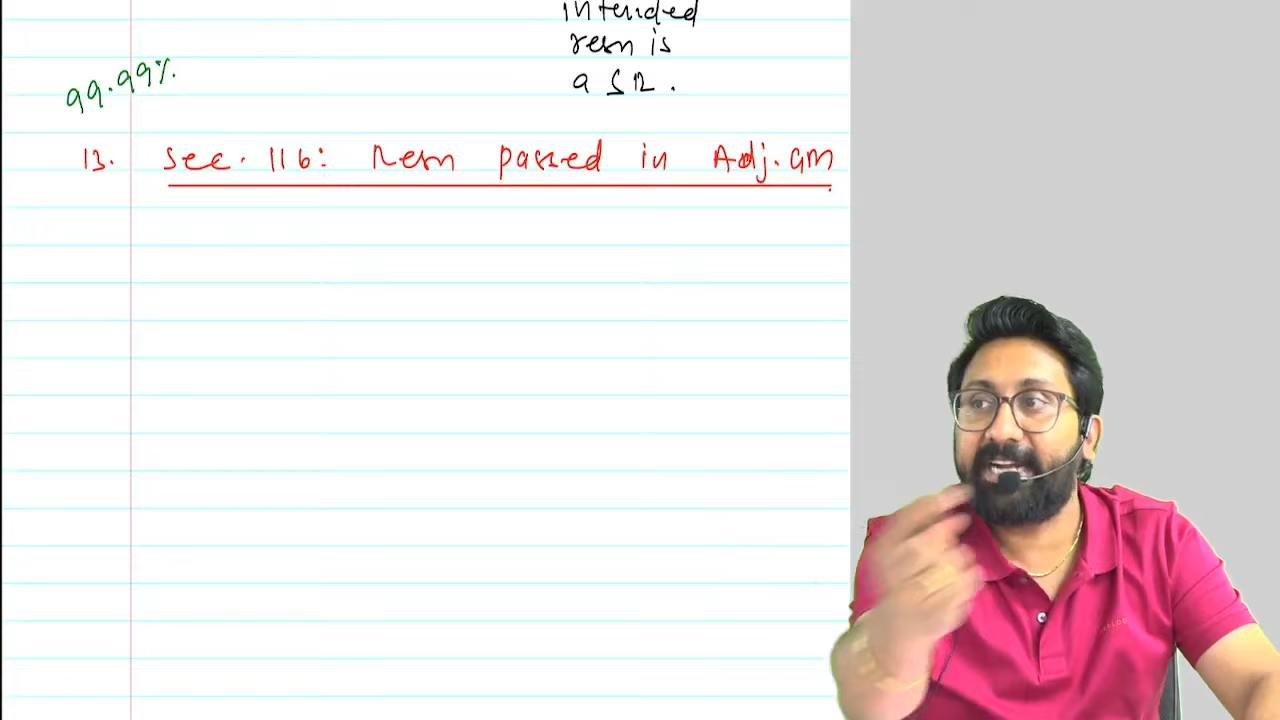 intended
resn is
a SR.
99.99%
13. Sec. 116: Resn passed in Adj. GM